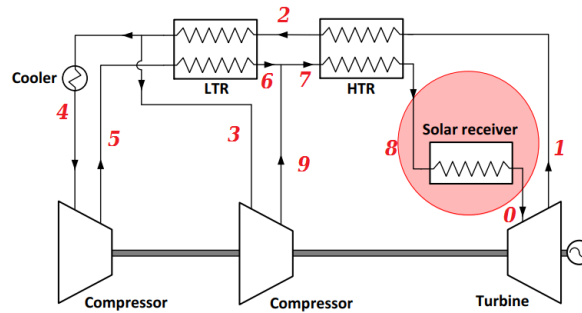 2
LTR
HTR
Cooler
6
7
4
5
3
9
8
Solar receiver
1
0
Compressor
Compressor
Turbine